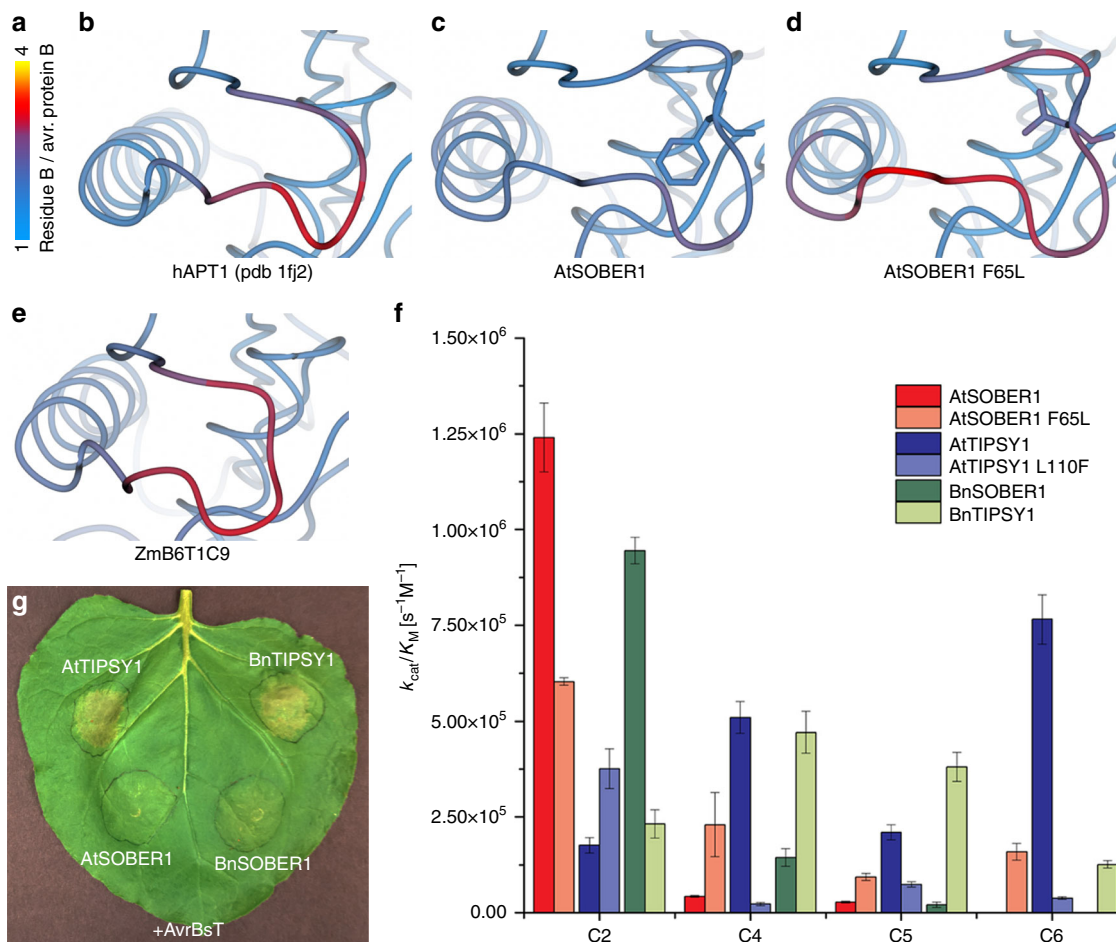 a
4
1
Residue B / avr. protein B
b
hAPT1 (pdb 1fj2)
c
AtSOBER1
d
AtSOBER1 F65L
e
ZmB6T1C9
f
1.50×10⁶
1.25×10⁶
1.00×10⁶
7.50×10⁵
5.00×10⁵
2.50×10⁵
0.00
k_cat/K_M [s⁻¹M⁻¹]
AtSOBER1
AtSOBER1 F65L
AtTIPSY1
AtTIPSY1 L110F
BnSOBER1
BnTIPSY1
C2
C4
C5
C6
g
AtTIPSY1
BnTIPSY1
AtSOBER1
BnSOBER1
+AvrBsT